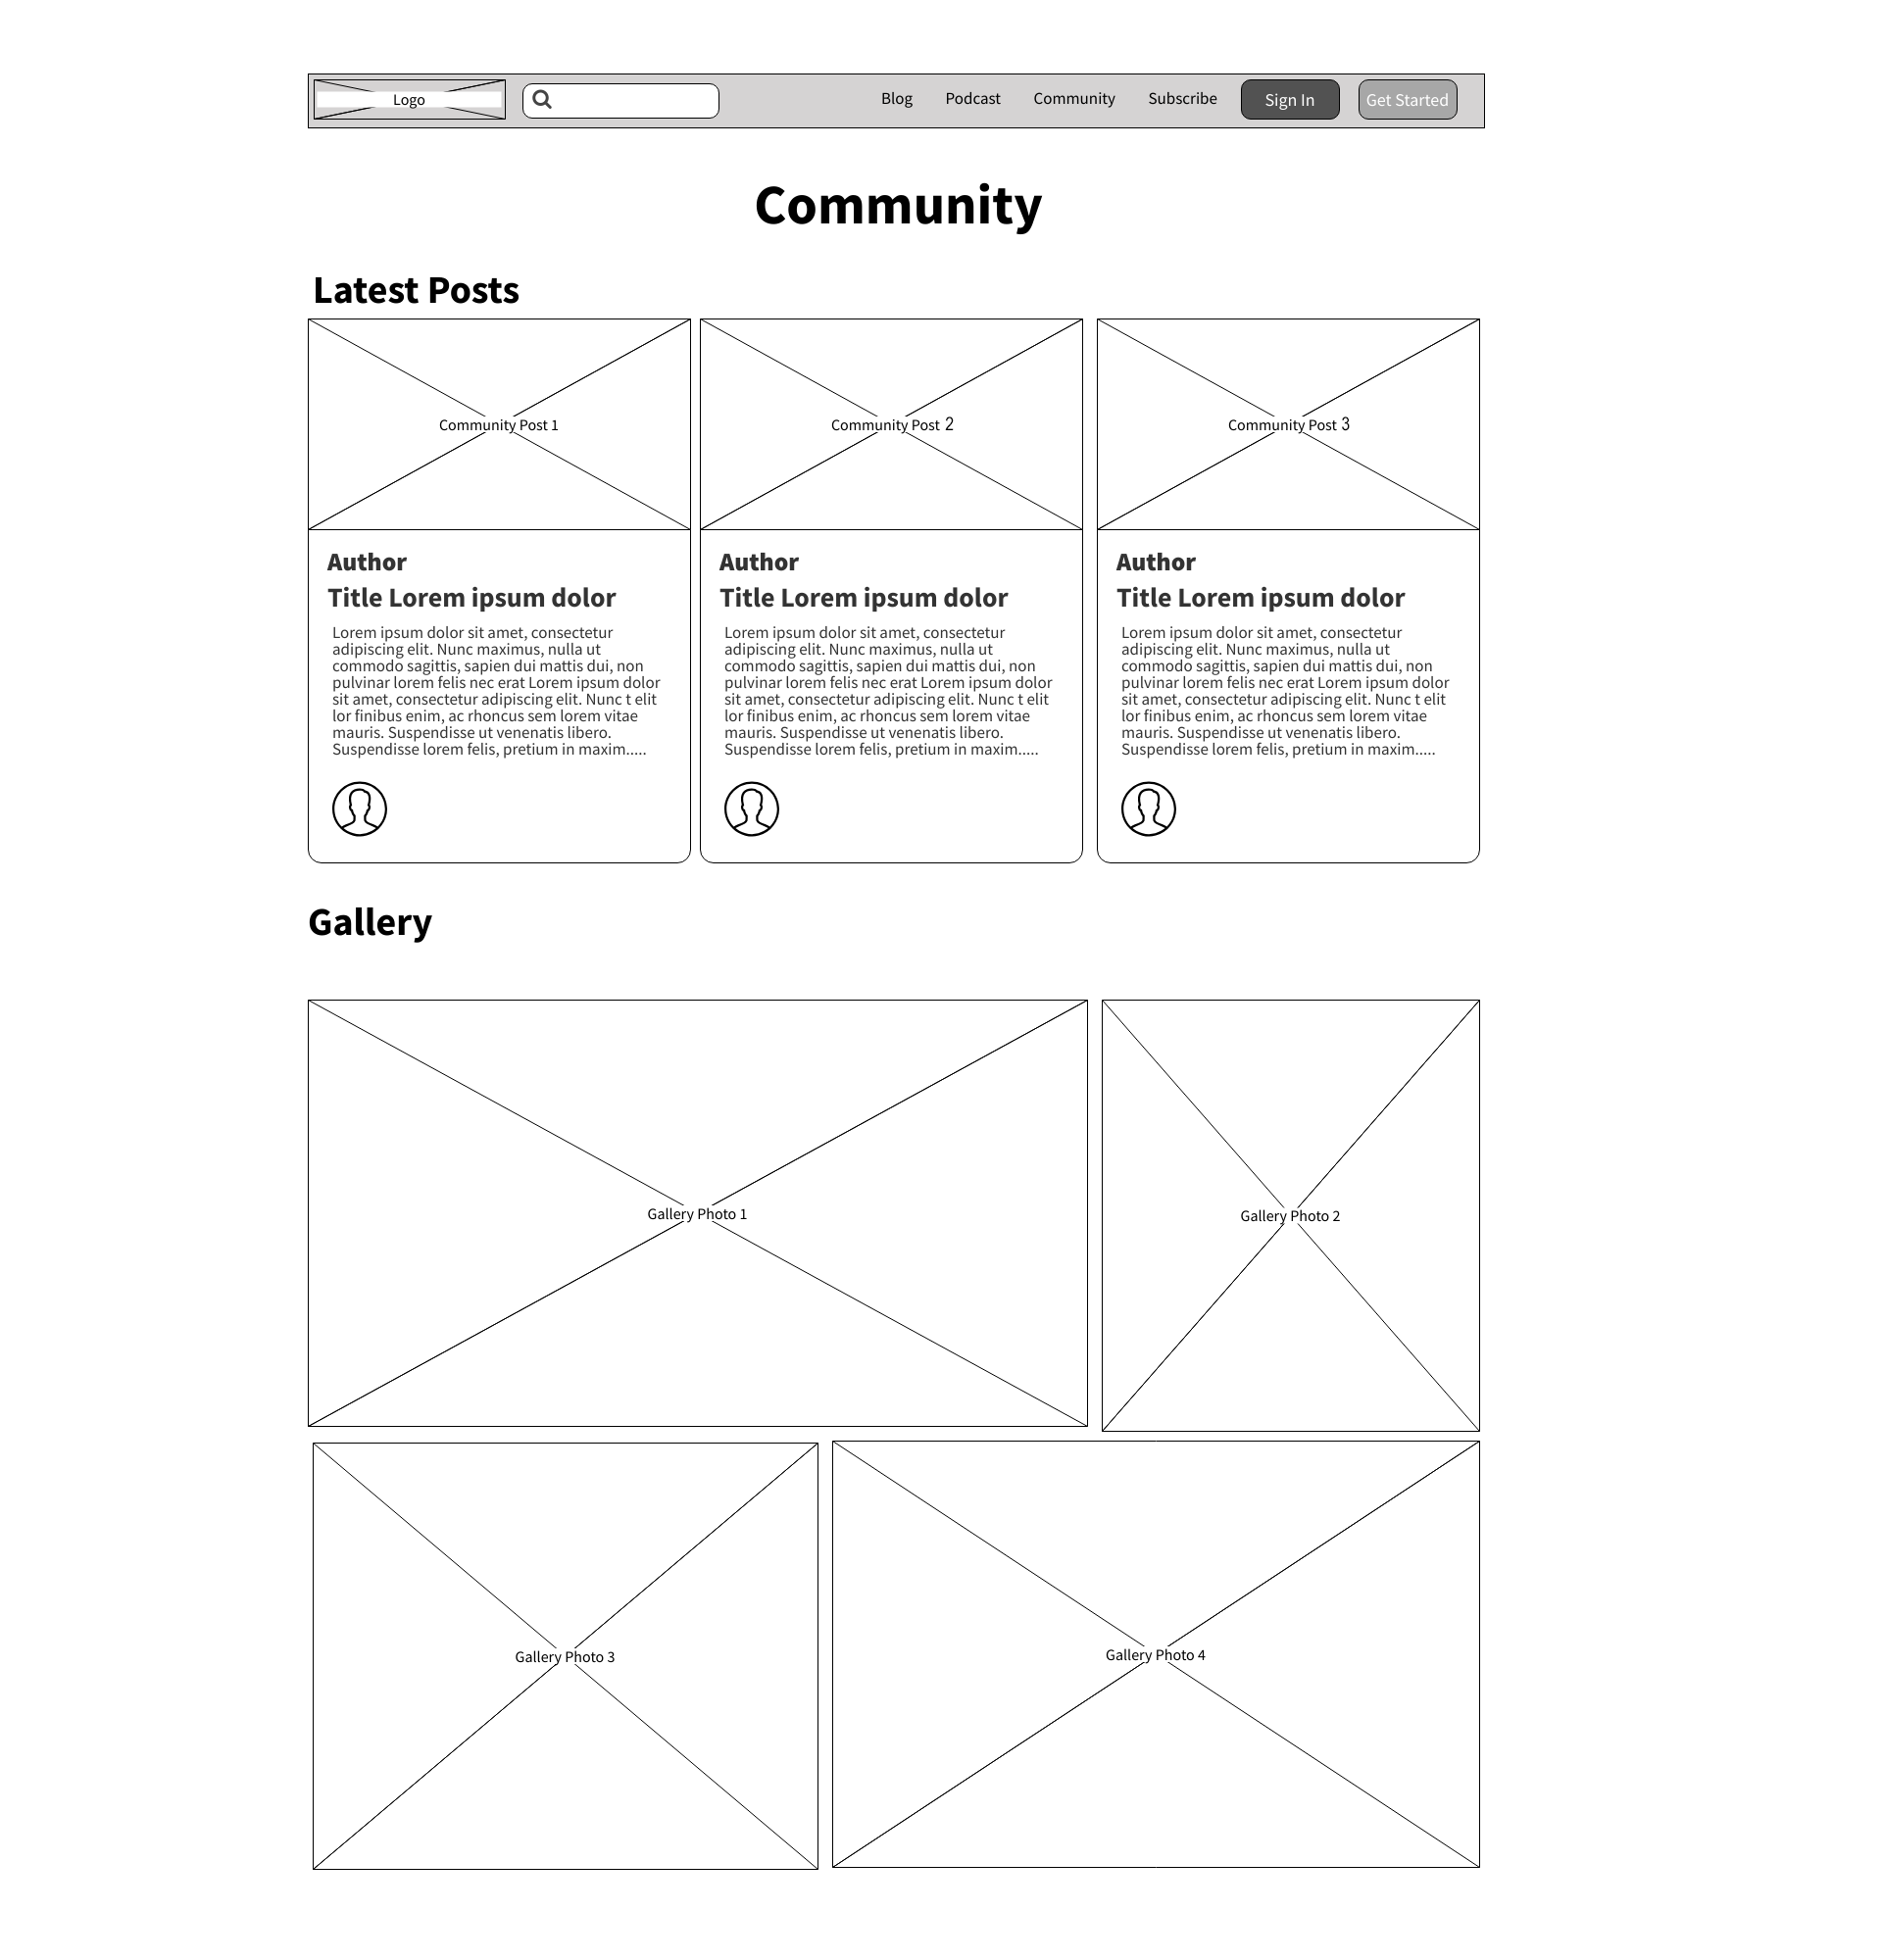 Logo
Blog Podcast Community Subscribe Sign In Get Started
Community
Latest Posts
Community Post 1
Author
Title Lorem ipsum dolor
Lorem ipsum dolor sit amet, consectetur
adipiscing elit. Nunc maximus, nulla ut
commodo sagittis, sapien dui mattis dui, non
pulvinar lorem felis nec erat Lorem ipsum dolor
sit amet, consectetur adipiscing elit. Nunc t elit
lor finibus enim, ac rhoncus sem lorem vitae
mauris. Suspendisse ut venenatis libero.
Suspendisse lorem felis, pretium in maxim.....
Community Post 2
Author
Title Lorem ipsum dolor
Lorem ipsum dolor sit amet, consectetur
adipiscing elit. Nunc maximus, nulla ut
commodo sagittis, sapien dui mattis dui, non
pulvinar lorem felis nec erat Lorem ipsum dolor
sit amet, consectetur adipiscing elit. Nunc t elit
lor finibus enim, ac rhoncus sem lorem vitae
mauris. Suspendisse ut venenatis libero.
Suspendisse lorem felis, pretium in maxim.....
Community Post 3
Author
Title Lorem ipsum dolor
Lorem ipsum dolor sit amet, consectetur
adipiscing elit. Nunc maximus, nulla ut
commodo sagittis, sapien dui mattis dui, non
pulvinar lorem felis nec erat Lorem ipsum dolor
sit amet, consectetur adipiscing elit. Nunc t elit
lor finibus enim, ac rhoncus sem lorem vitae
mauris. Suspendisse ut venenatis libero.
Suspendisse lorem felis, pretium in maxim.....
Gallery
Gallery Photo 1
Gallery Photo 2
Gallery Photo 3
Gallery Photo 4